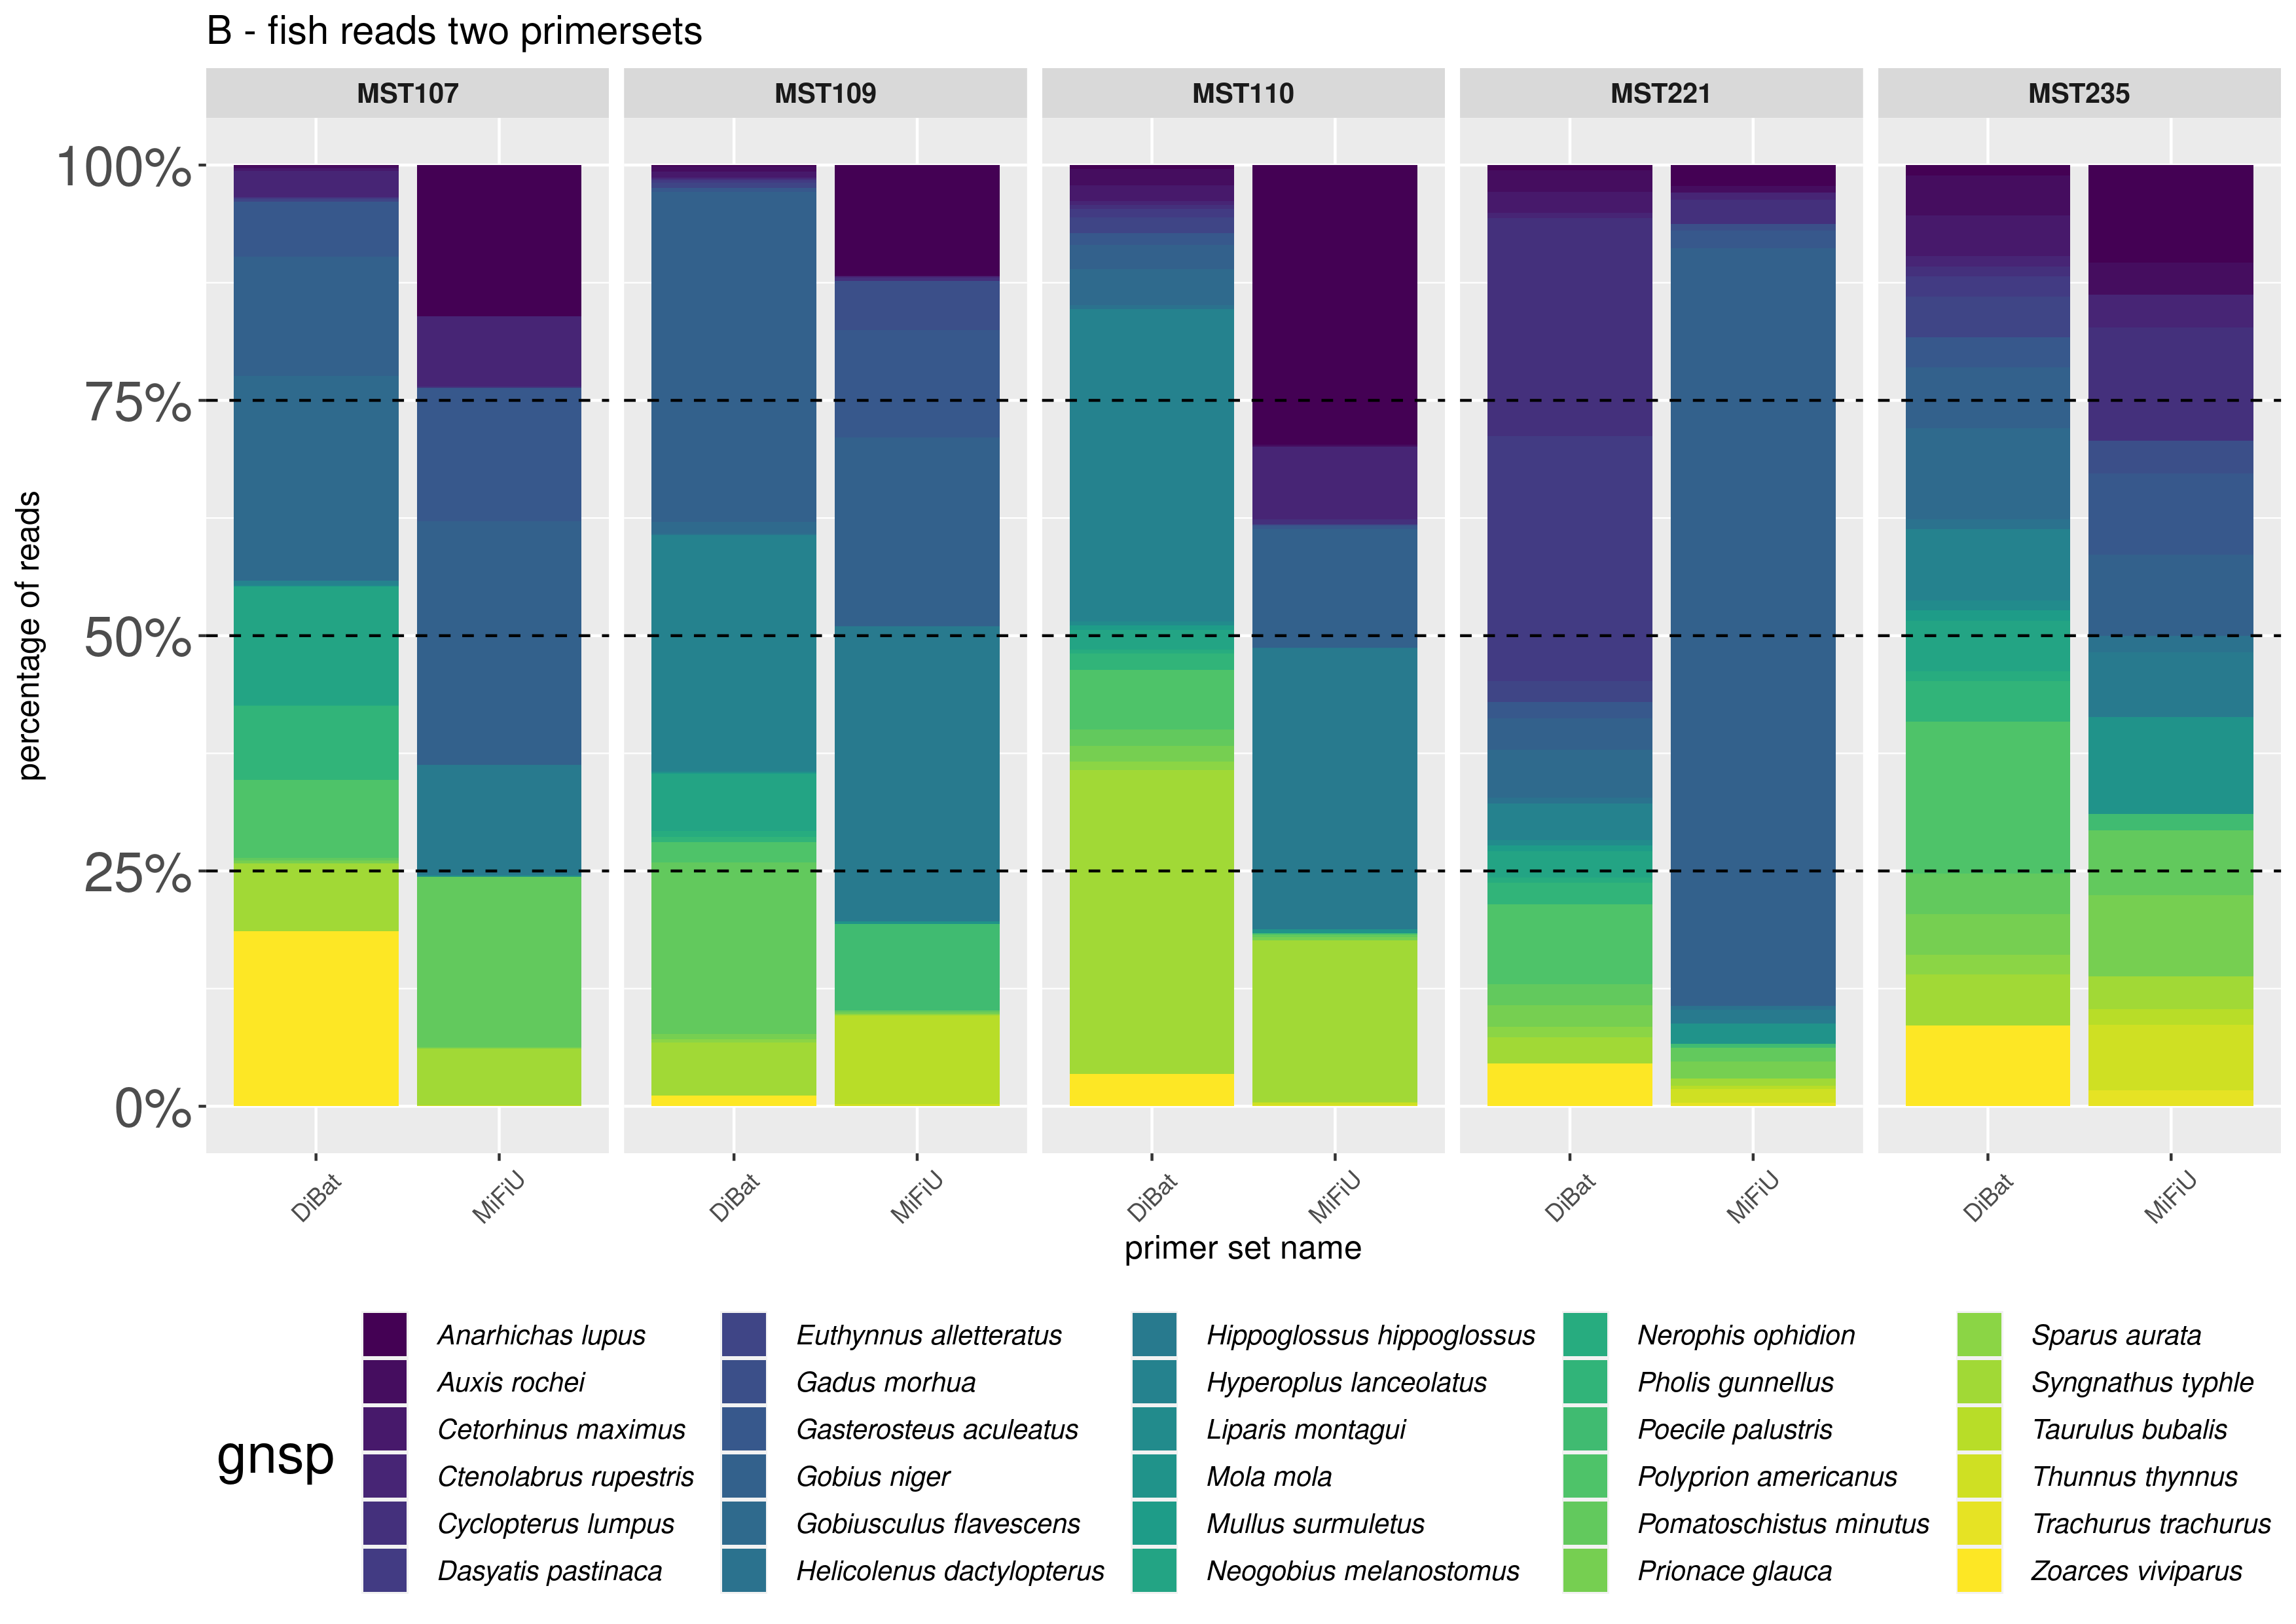 B - fish reads two primersets
MST107 MST109 MST110 MST221 MST235
100%
75%
50%
25%
0%
percentage of reads
DiBat MiFiU DiBat MiFiU DiBat MiFiU DiBat MiFiU DiBat MiFiU
primer set name
gnsp
Anarhichas lupus
Auxis rochei
Cetorhinus maximus
Ctenolabrus rupestris
Cyclopterus lumpus
Dasyatis pastinaca
Euthynnus alletteratus
Gadus morhua
Gasterosteus aculeatus
Gobius niger
Gobiusculus flavescens
Helicolenus dactylopterus
Hippoglossus hippoglossus
Hyperoplus lanceolatus
Liparis montagui
Mola mola
Mullus surmuletus
Neogobius melanostomus
Nerophis ophidion
Pholis gunnellus
Poecile palustris
Polyprion americanus
Pomatoschistus minutus
Prionace glauca
Sparus aurata
Syngnathus typhle
Taurulus bubalis
Thunnus thynnus
Trachurus trachurus
Zoarces viviparus